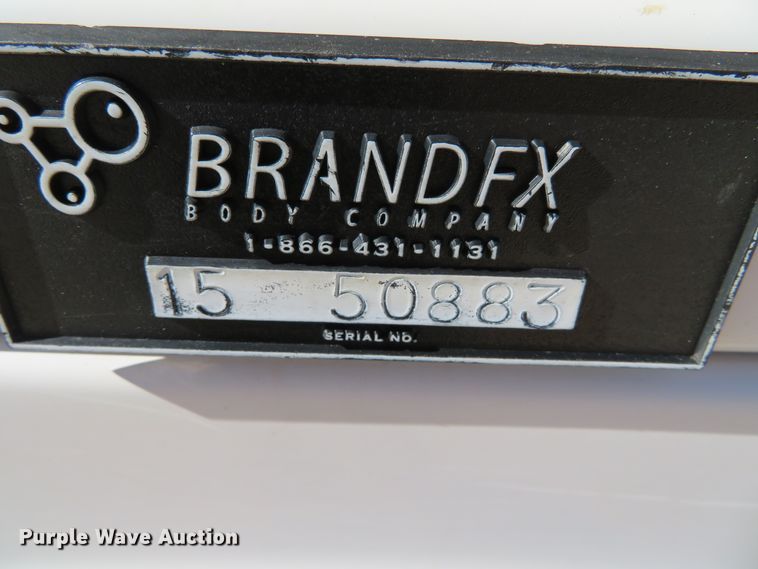 BRANDFX
BODY COMPANY
1-866-431-1131
15 50883
SERIAL NO.
Purple Wave Auction